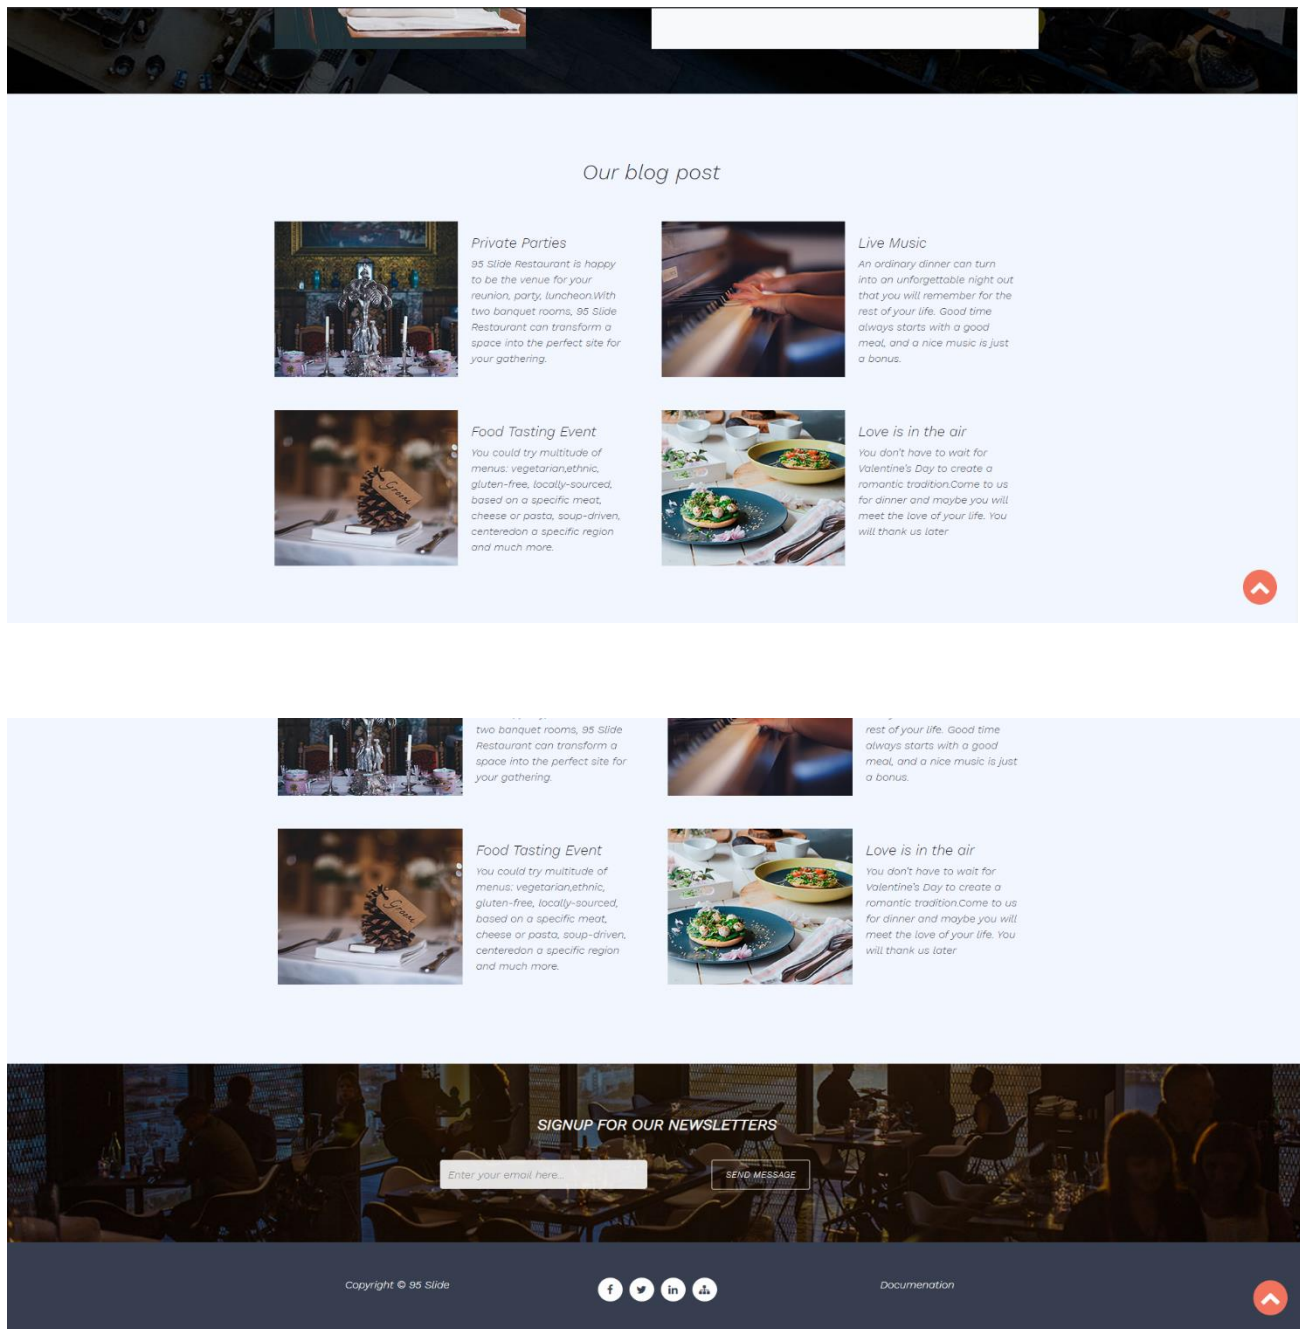 Our blog post
Private Parties
95 Slide Restaurant is happy
to be the venue for your
reunion, party, luncheon.With
two banquet rooms, 95 Slide
Restaurant can transform a
space into the perfect site for
your gathering.
Live Music
An ordinary dinner can turn
into an unforgettable night out
that you will remember for the
rest of your life. Good time
always starts with a good
meal, and a nice music is just
a bonus.
Food Tasting Event
You could try multitude of
menus: vegetarian,ethnic,
gluten-free, locally-sourced,
based on a specific meat,
cheese or pasta, soup-driven,
centeredon a specific region
and much more.
Groom
Love is in the air
You don't have to wait for
Valentine's Day to create a
romantic tradition.Come to us
for dinner and maybe you will
meet the love of your life. You
will thank us later
two banquet rooms, 95 Slide
Restaurant can transform a
space into the perfect site for
your gathering.
rest of your life. Good time
always starts with a good
meal, and a nice music is just
a bonus.
Food Tasting Event
You could try multitude of
menus: vegetarian,ethnic,
gluten-free, locally-sourced,
based on a specific meat,
cheese or pasta, soup-driven,
centeredon a specific region
and much more.
Groom
Love is in the air
You don't have to wait for
Valentine's Day to create a
romantic tradition.Come to us
for dinner and maybe you will
meet the love of your life. You
will thank us later
SIGNUP FOR OUR NEWSLETTERS
Enter your email here...
SEND MESSAGE
Copyright © 95 Slide
Documenation